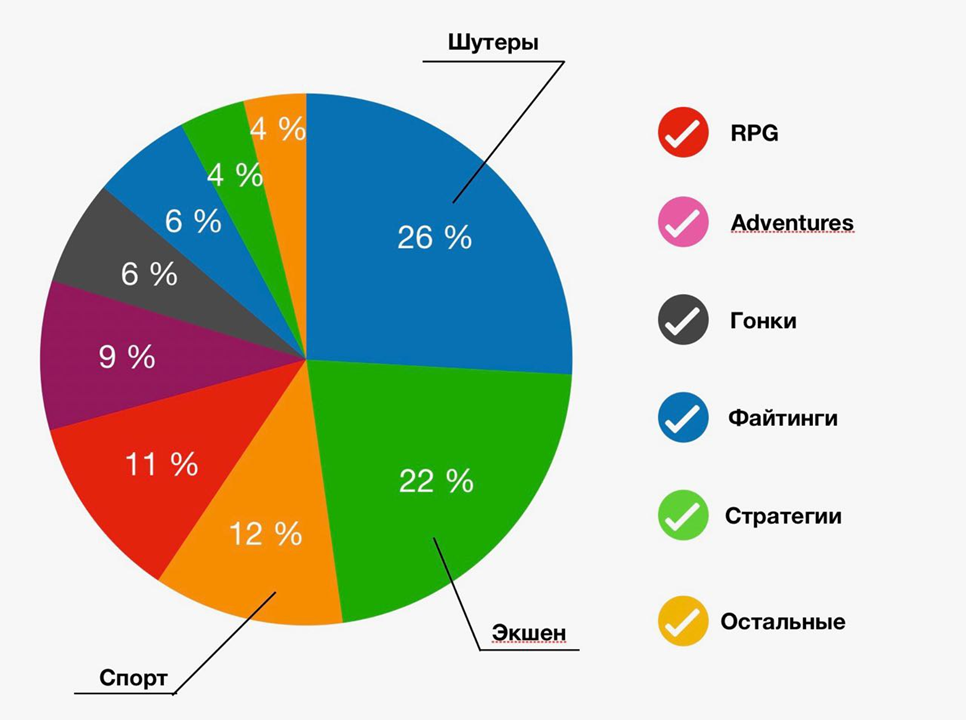 Шутеры
4 %
4 %
6 %
26 %
6 %
9 %
11 %
22 %
12 %
Экшен
Спорт
RPG
Adventures
Гонки
Файтинги
Стратегии
Остальные